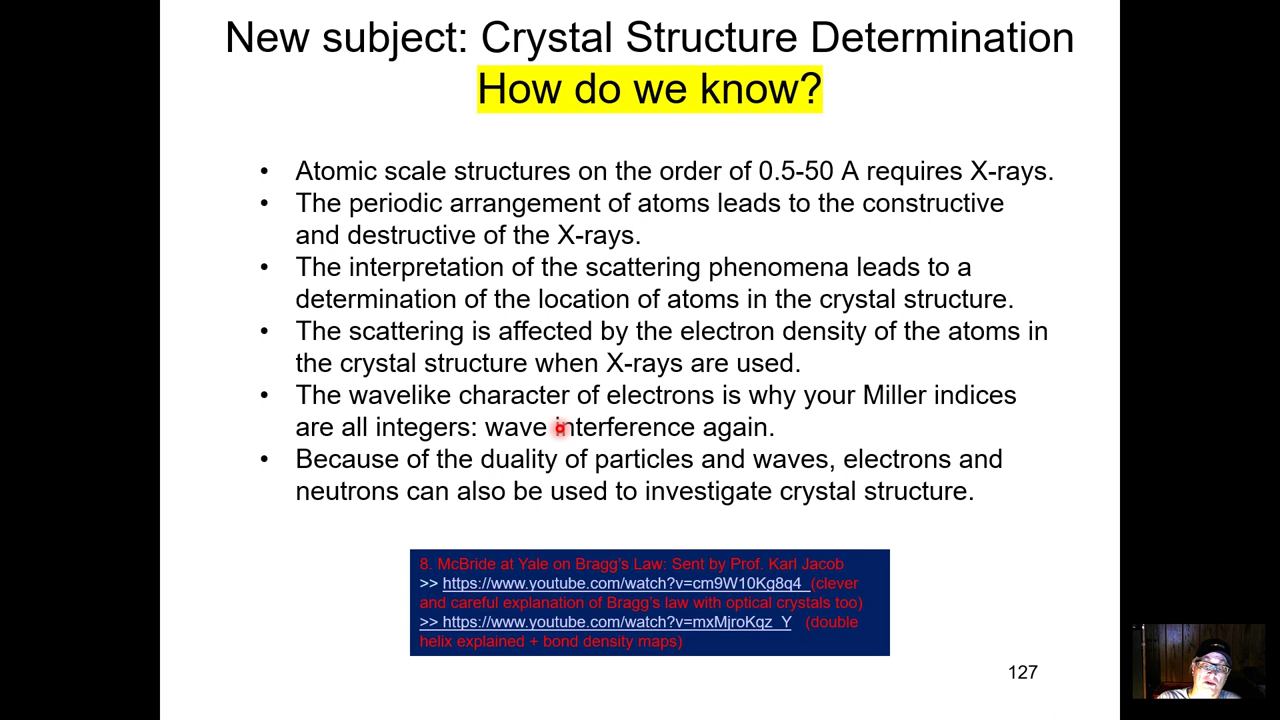 New subject: Crystal Structure Determination
How do we know?
• Atomic scale structures on the order of 0.5-50 A requires X-rays.
• The periodic arrangement of atoms leads to the constructive
and destructive of the X-rays.
• The interpretation of the scattering phenomena leads to a
determination of the location of atoms in the crystal structure.
• The scattering is affected by the electron density of the atoms in
the crystal structure when X-rays are used.
• The wavelike character of electrons is why your Miller indices
are all integers: wave interference again.
• Because of the duality of particles and waves, electrons and
neutrons can also be used to investigate crystal structure.
8. McBride at Yale on Bragg's Law: Sent by Prof. Karl Jacob
>> https://www.youtube.com/watch?v=cm9W10Kg8q4 (clever
and careful explanation of Bragg's law with optical crystals too)
>> https://www.youtube.com/watch?v=mxMjroKqz_Y (double
helix explained + bond density maps)
127